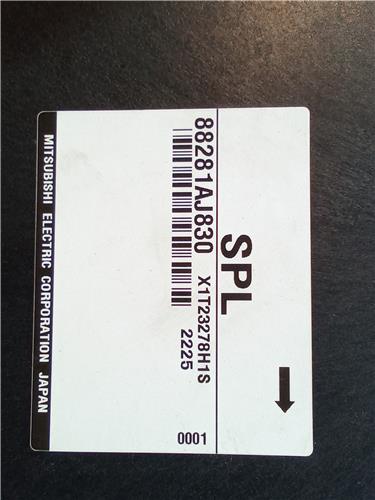 SPL
88281AJ830
X1T23278H1S
2225
0001
MITSUBISHI ELECTRIC CORPORATION JAPAN